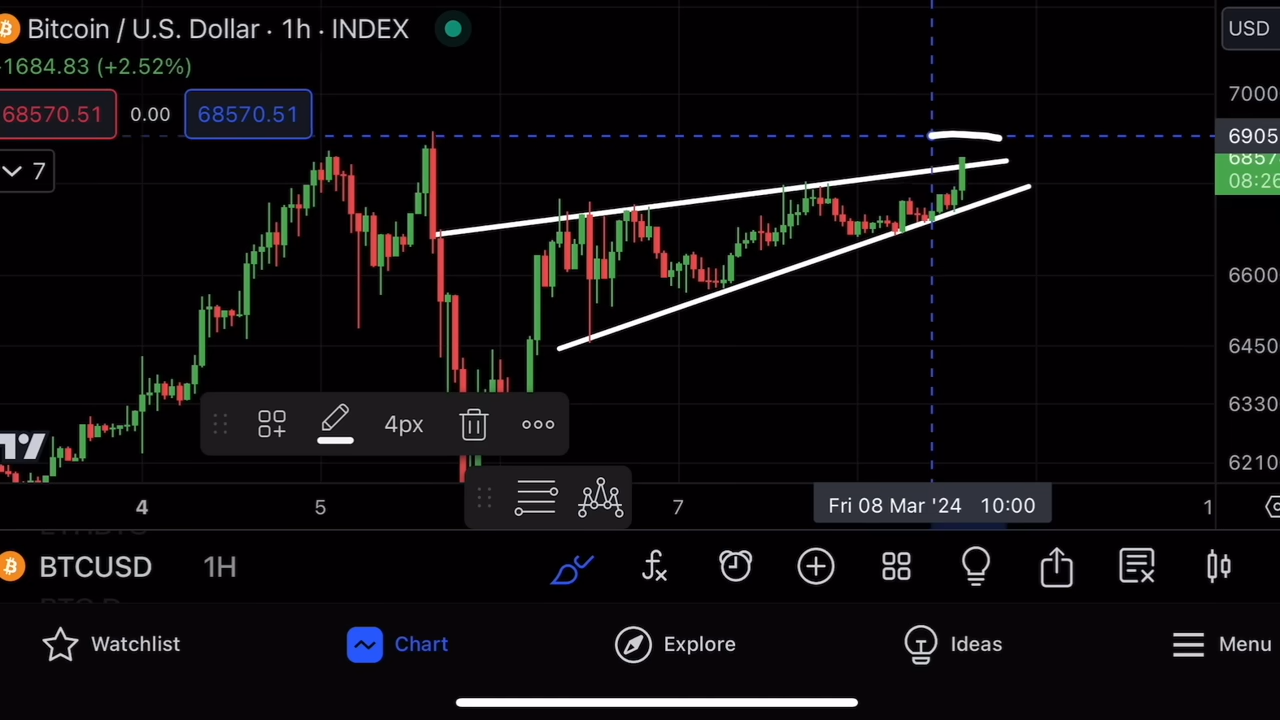 Bitcoin / U.S. Dollar · 1h · INDEX
USD
1684.83 (+2.52%)
68570.51 0.00 68570.51
7000
6905
7
6857
08:26
6600
6450
6330
6210
4px
4 5 7 1
Fri 08 Mar '24 10:00
BTCUSD 1H
Watchlist Chart Explore Ideas Menu